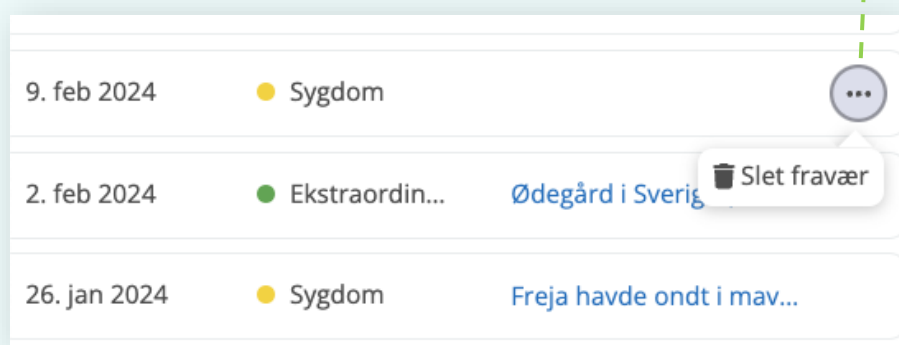 9. feb 2024 Sygdom ...
Slet fravær
2. feb 2024 Ekstraordin... Ødegård i Sverig
26. jan 2024 Sygdom Freja havde ondt i mav...